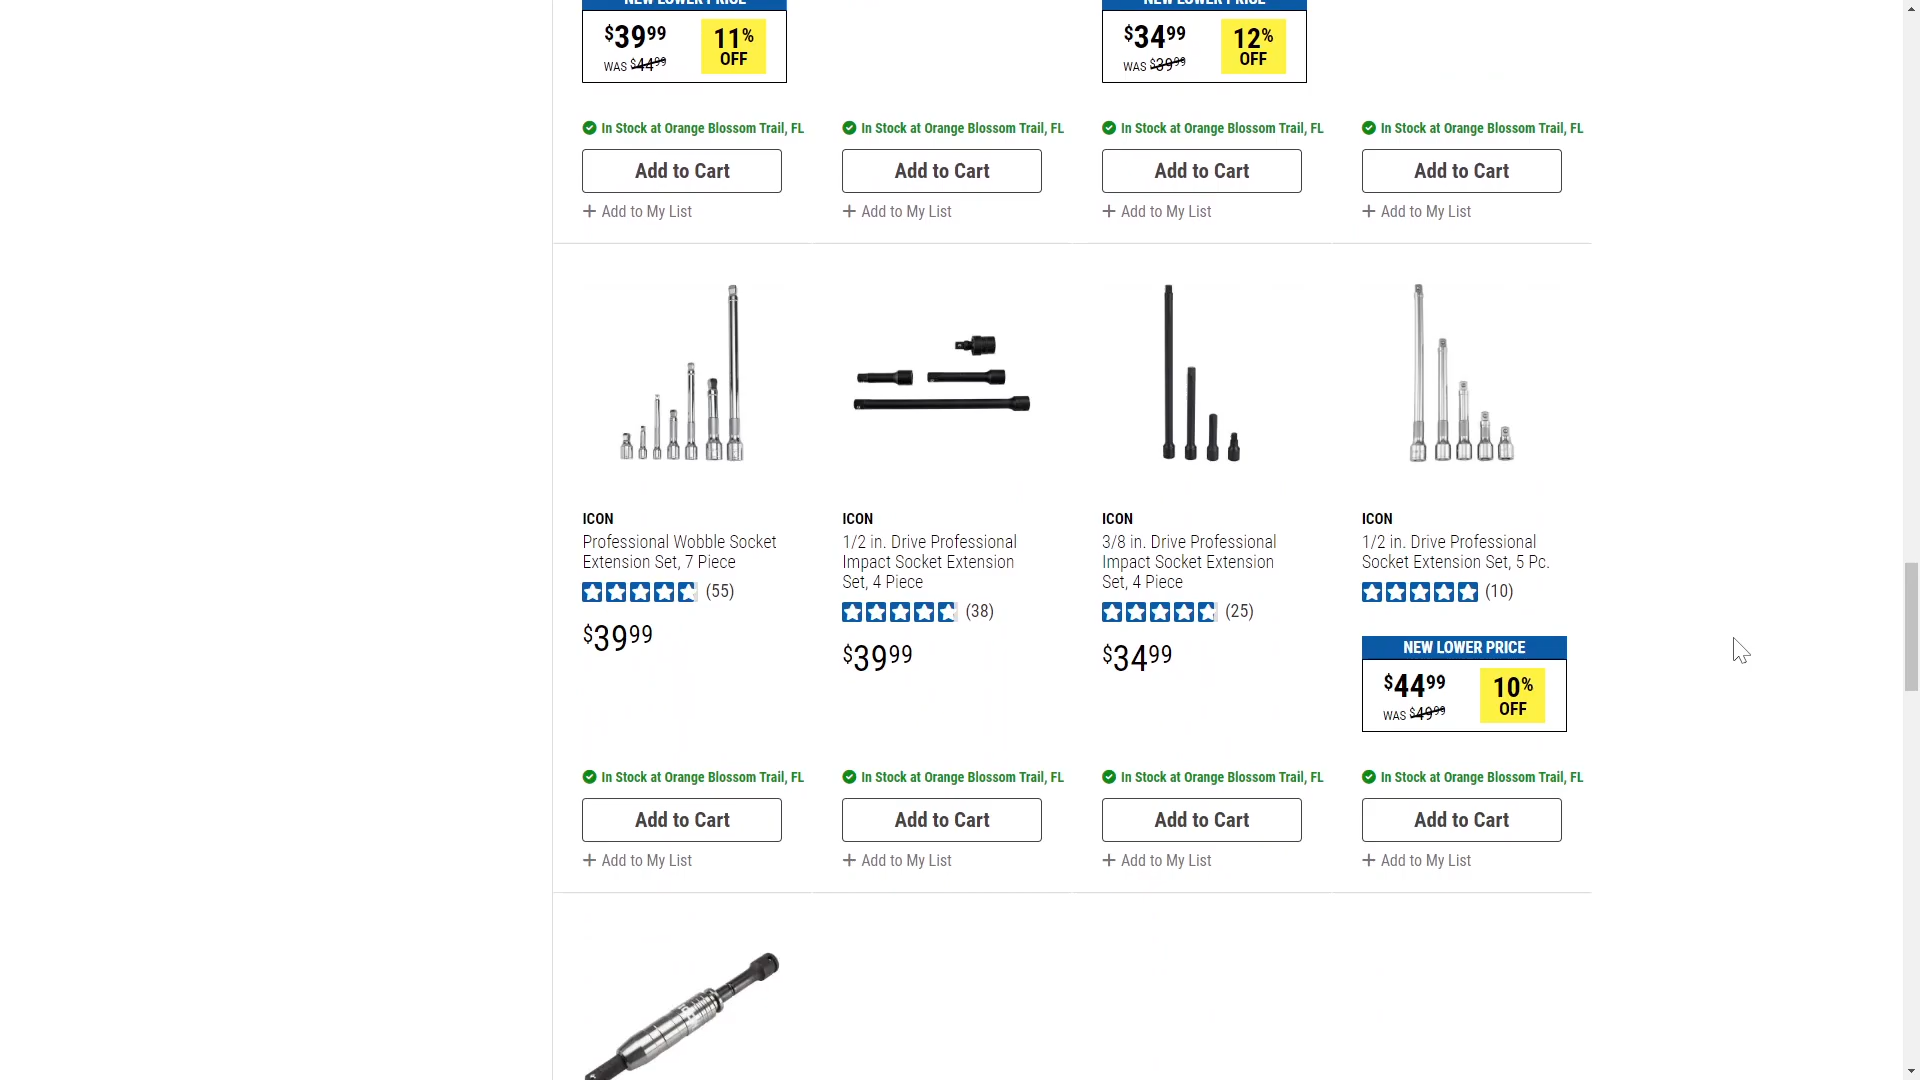 NEW LOWER PRICE
$39.99
WAS $44.99
11% OFF
NEW LOWER PRICE
$34.99
WAS $39.99
12% OFF
In Stock at Orange Blossom Trail, FL
In Stock at Orange Blossom Trail, FL
In Stock at Orange Blossom Trail, FL
In Stock at Orange Blossom Trail, FL
Add to Cart
Add to Cart
Add to Cart
Add to Cart
+ Add to My List
+ Add to My List
+ Add to My List
+ Add to My List
ICON
Professional Wobble Socket
Extension Set, 7 Piece
(55)
$39.99
ICON
1/2 in. Drive Professional
Impact Socket Extension
Set, 4 Piece
(38)
$39.99
ICON
3/8 in. Drive Professional
Impact Socket Extension
Set, 4 Piece
(25)
$34.99
ICON
1/2 in. Drive Professional
Socket Extension Set, 5 Pc.
(10)
NEW LOWER PRICE
$44.99
WAS $49.99
10% OFF
In Stock at Orange Blossom Trail, FL
In Stock at Orange Blossom Trail, FL
In Stock at Orange Blossom Trail, FL
In Stock at Orange Blossom Trail, FL
Add to Cart
Add to Cart
Add to Cart
Add to Cart
+ Add to My List
+ Add to My List
+ Add to My List
+ Add to My List